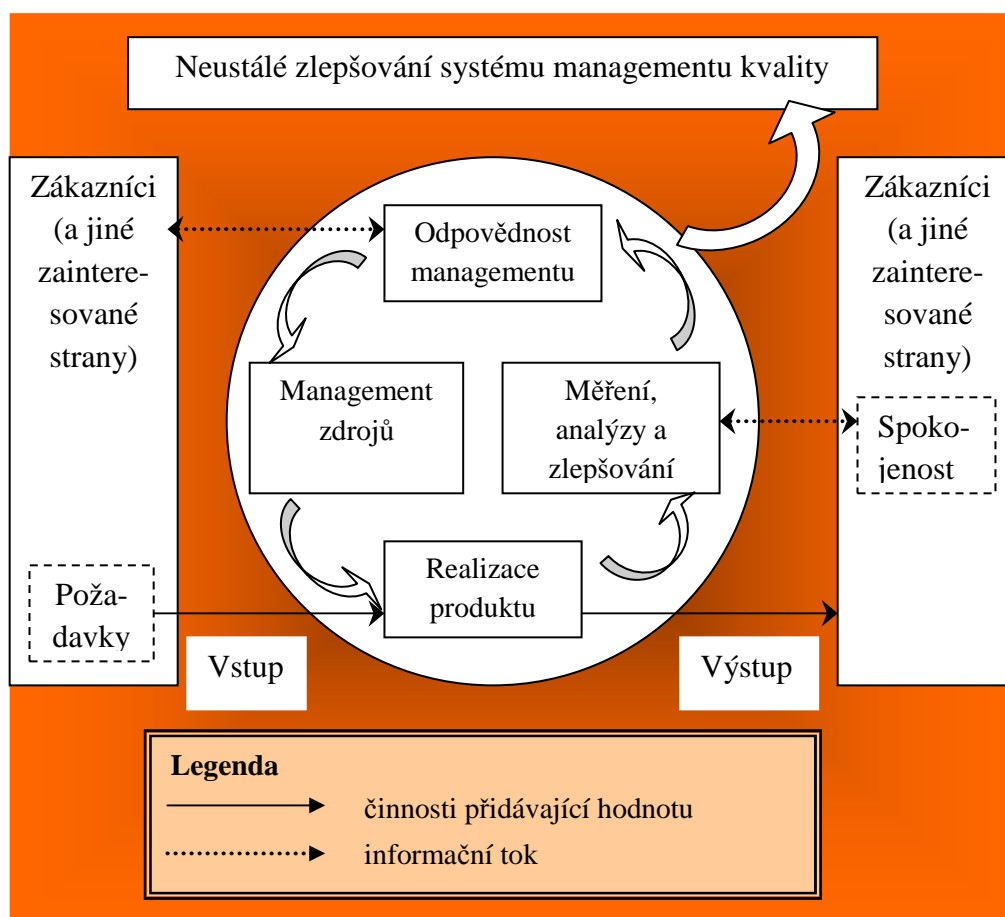 Neustálé zlepšování systému managementu kvality
Zákazníci
(a jiné
zaintere-
sované
strany)
Odpovědnost
managementu
Zákazníci
(a jiné
zaintere-
sované
strany)
Management
zdrojů
Měření,
analýzy a
zlepšování
Spoko-
jenost
Poža-
davky
Realizace
produktu
Vstup
Výstup
Legenda
činnosti přidávající hodnotu
informační tok